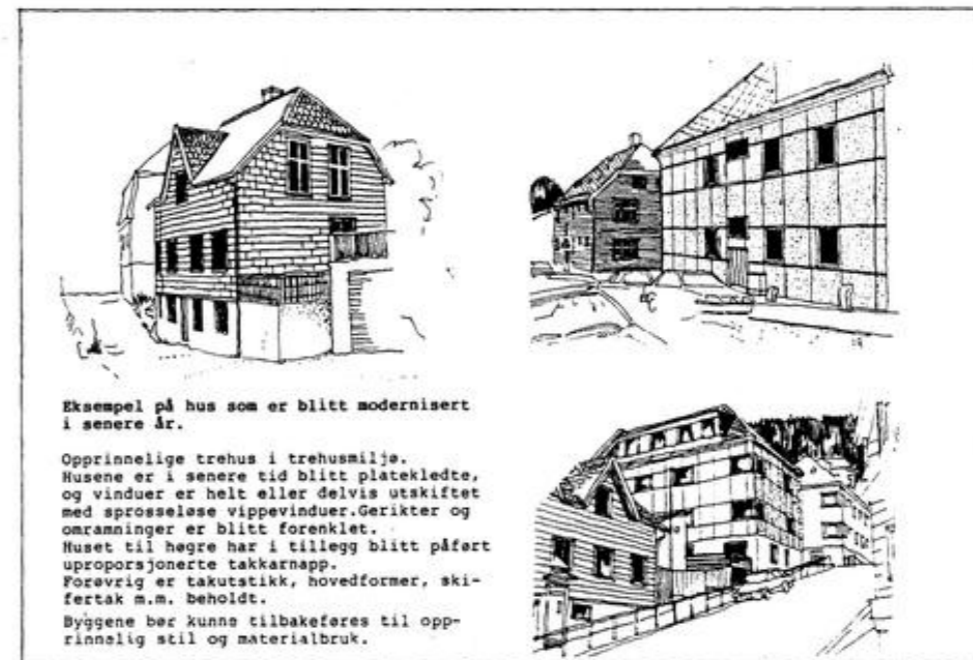 Eksempel på hus som er blitt modernisert
i senere år.
Opprinnelige trehus i trehusmiljø.
Husene er i senere tid blitt platekledte,
og vinduer er helt eller delvis utskiftet
med sprosseløse vippevinduer.Gerikter og
omramninger er blitt forenklet.
Huset til høgre har i tillegg blitt påført
uproporsjonerte takkarnapp.
Forøvrig er takutstikk, hovedformer, ski-
fertak m.m. beholdt.
Byggene bør kunne tilbakeføres til opp-
rinnelig stil og materialbruk.